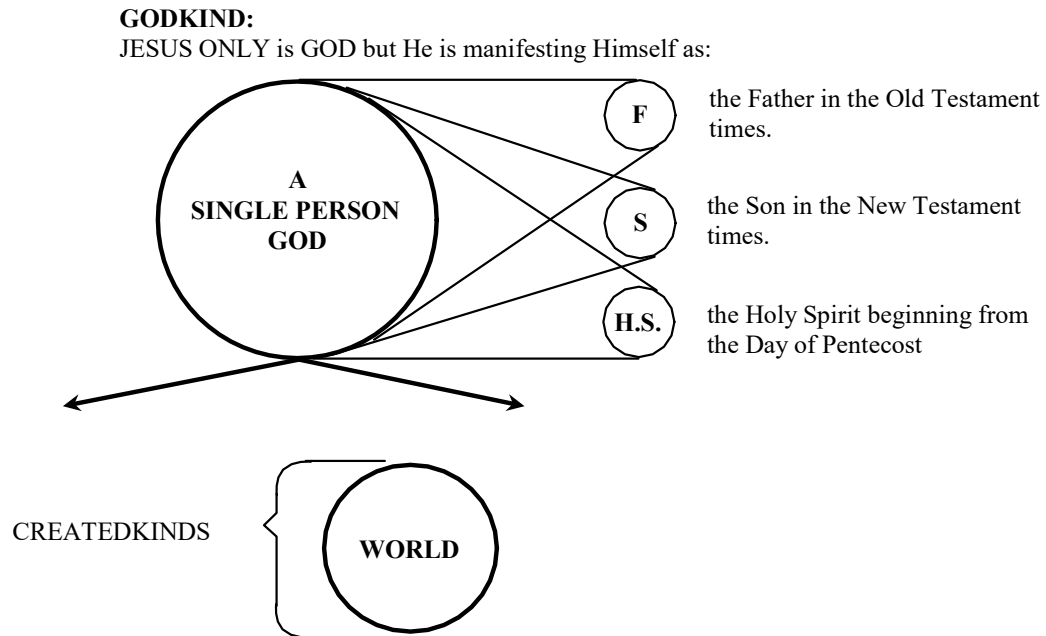 GODKIND:
JESUS ONLY is GOD but He is manifesting Himself as:
A
SINGLE PERSON
GOD
F
the Father in the Old Testament
times.
S
the Son in the New Testament
times.
H.S.
the Holy Spirit beginning from
the Day of Pentecost
CREATEDKINDS
WORLD